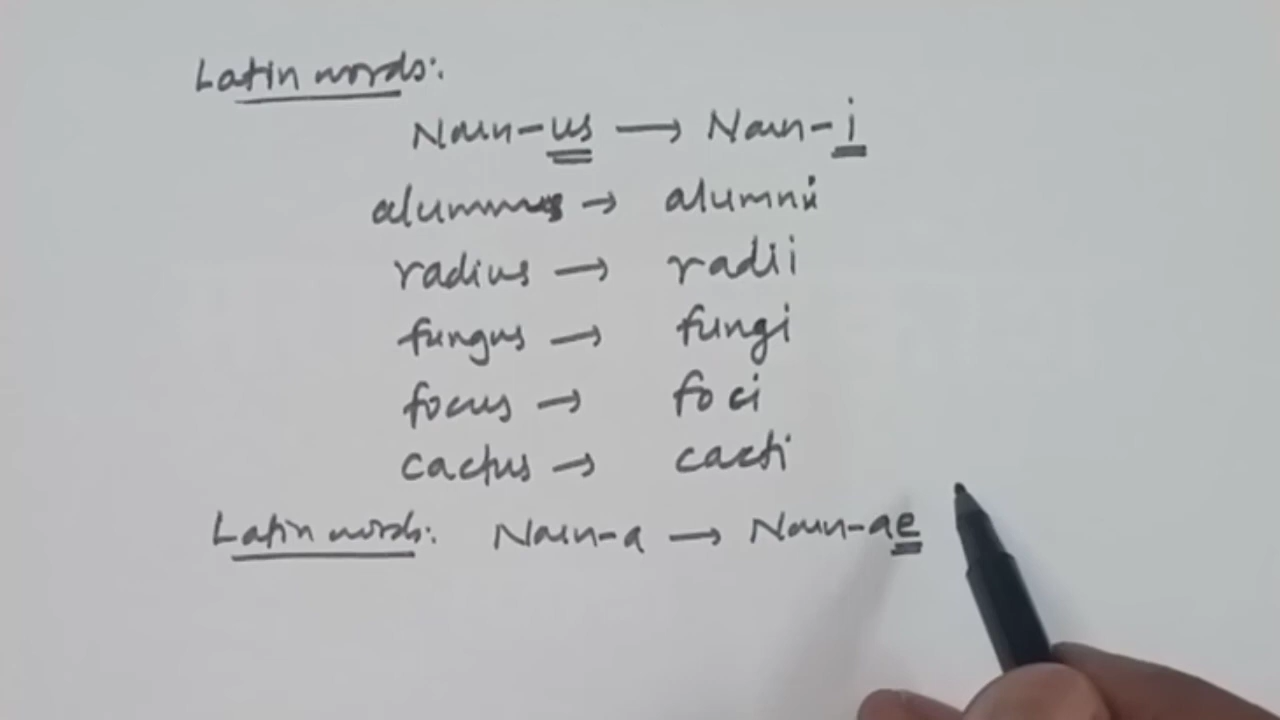 Latin words:
Noun-us → Noun-i
alumnus → alumni
radius → radii
fungus → fungi
focus → foci
cactus → cacti
Latin words: Noun-a → Noun-ae